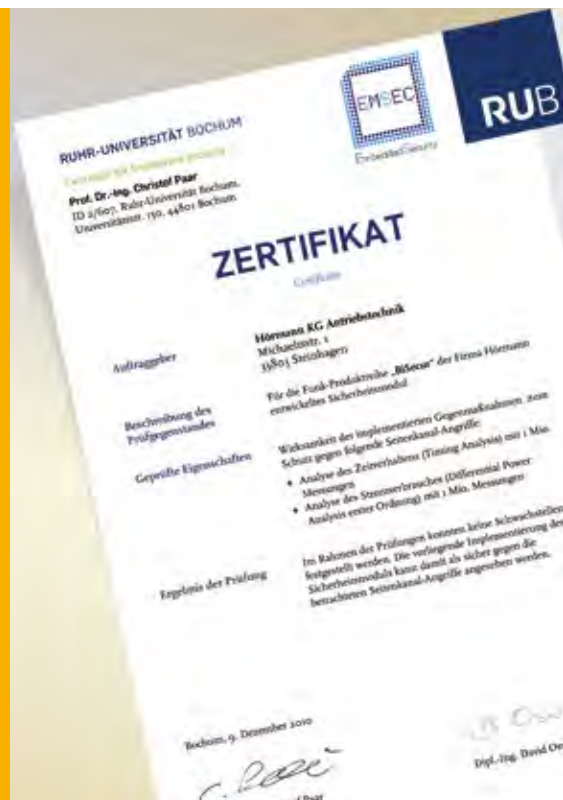 RUHR-UNIVERSITÄT BOCHUM
EMSEC
RUB
Embedded Security
Prof. Dr.-Ing. Christof Paar
ID 2/607, Ruhr-Universität Bochum,
Universitätsstr. 150, 44801 Bochum
ZERTIFIKAT
Certificate
Auftraggeber
Hörmann KG Antriebstechnik
Michaelisstr. 1
33803 Steinhagen
Beschreibung des
Prüfgegenstandes
Für die Funk-Produktreihe „BiSecur" der Firma Hörmann
entwickeltes Sicherheitsmodul
Geprüfte Eigenschaften
Wirksamkeit der implementierten Gegenmaßnahmen zum
Schutz gegen folgende Seitenkanal-Angriffe:
• Analyse des Zeitverhaltens (Timing Analysis) mit 1 Mio.
Messungen
• Analyse des Stromverbrauches (Differential Power
Analysis erster Ordnung) mit 1 Mio. Messungen
Ergebnis der Prüfung
Im Rahmen der Prüfungen konnten keine Schwachstellen
festgestellt werden. Die vorliegende Implementierung des
Sicherheitsmoduls kann damit als sicher gegen die
betrachteten Seitenkanal-Angriffe angesehen werden.
Bochum, 9. Dezember 2010
Paar
Dipl.-Ing. David